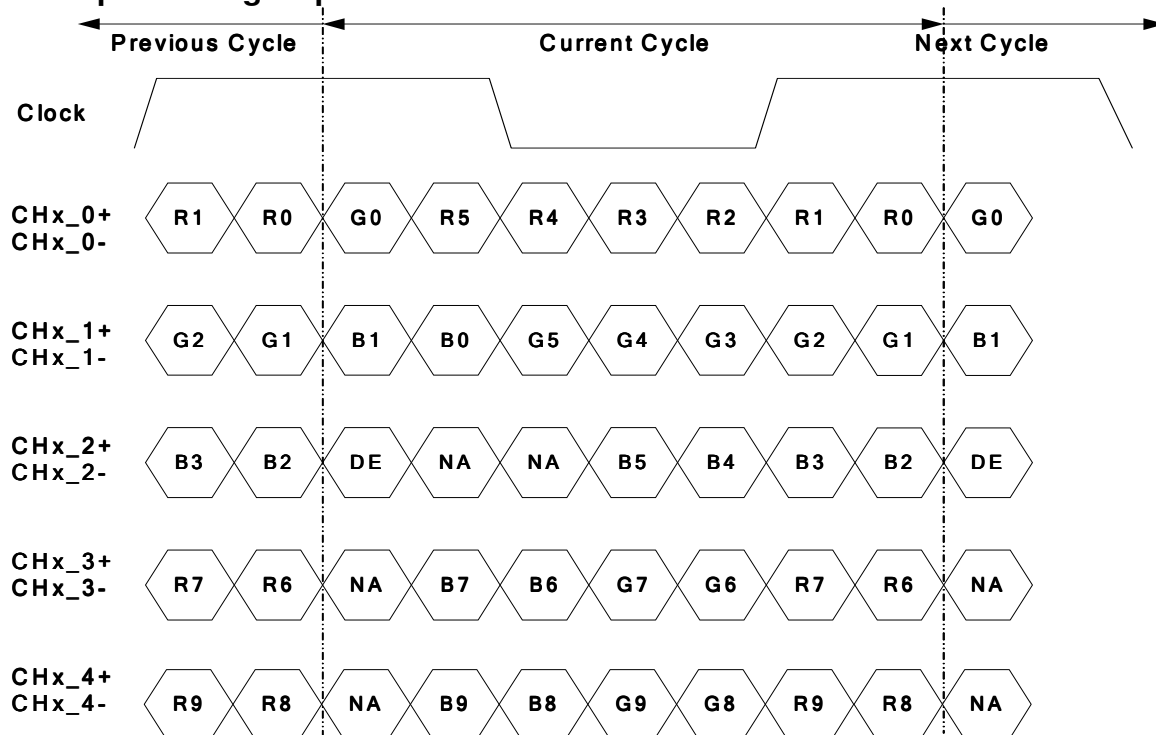 Previous Cycle Current Cycle Next Cycle
Clock
CHx_0+ R1 R0 G0 R5 R4 R3 R2 R1 R0 G0
CHx_0-
CHx_1+ G2 G1 B1 B0 G5 G4 G3 G2 G1 B1
CHx_1-
CHx_2+ B3 B2 DE NA NA B5 B4 B3 B2 DE
CHx_2-
CHx_3+ R7 R6 NA B7 B6 G7 G6 R7 R6 NA
CHx_3-
CHx_4+ R9 R8 NA B9 B8 G9 G8 R9 R8 NA
CHx_4-